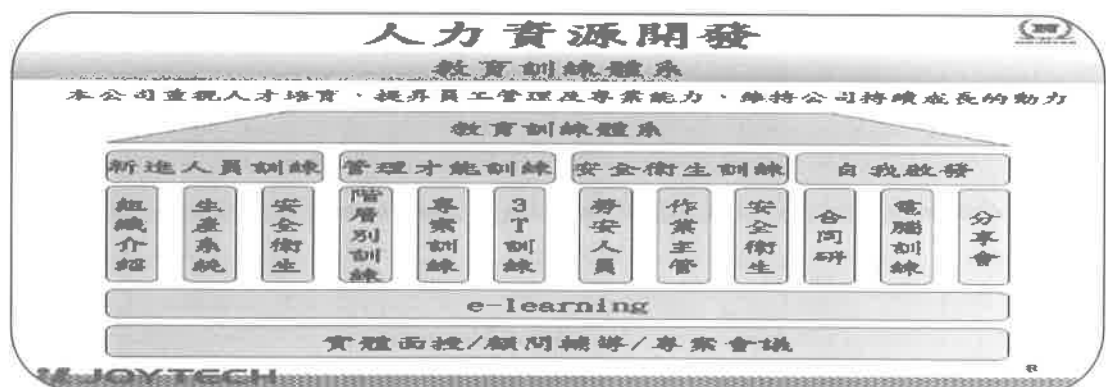 人力資源開發
教育訓練體系
本公司重視人才培育、提昇員工管理及專業能力、維持公司持續成長的動力
教育訓練體系
新進人員訓練 管理才能訓練 安全衛生訓練 自我啟發
組織介紹 生產系統 安全衛生 階層別訓練 專案訓練 3T訓練 勞安人員 作業主管 安全衛生 合同研 電腦訓練 分享會
e-learning
實體面授/顧問輔導/專案會議
JOYTECH
8